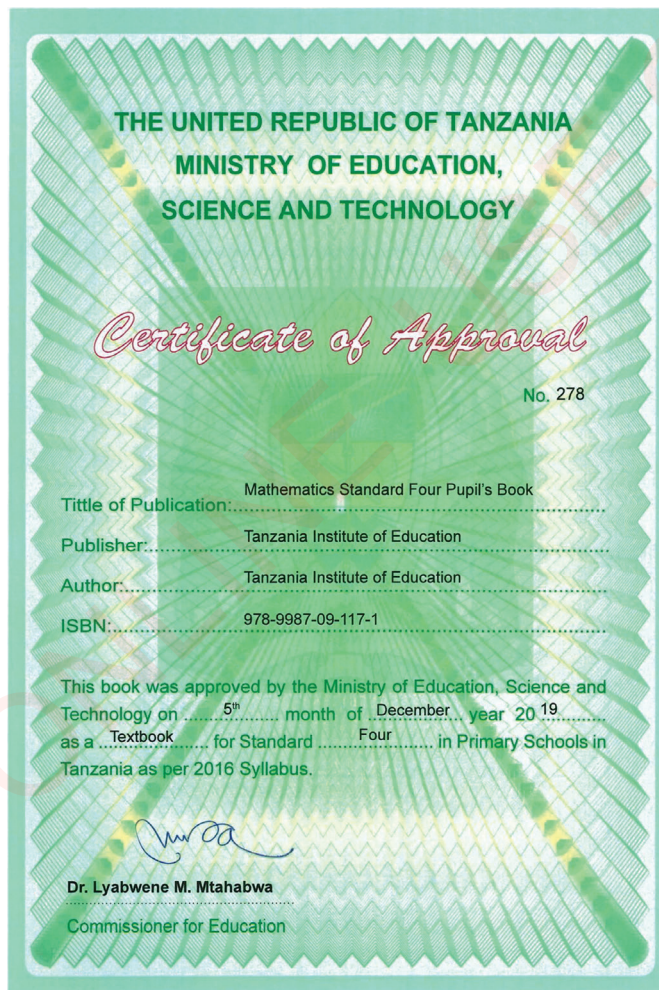 THE UNITED REPUBLIC OF TANZANIA
MINISTRY OF EDUCATION,
SCIENCE AND TECHNOLOGY
Certificate of Approval
No. 278
Tittle of Publication: Mathematics Standard Four Pupil's Book
Publisher: Tanzania Institute of Education
Author: Tanzania Institute of Education
ISBN: 978-9987-09-117-1
This book was approved by the Ministry of Education, Science and
Technology on 5th month of December year 20 19
as a Textbook for Standard Four in Primary Schools in
Tanzania as per 2016 Syllabus.
Dr. Lyabwene M. Mtahabwa
Commissioner for Education